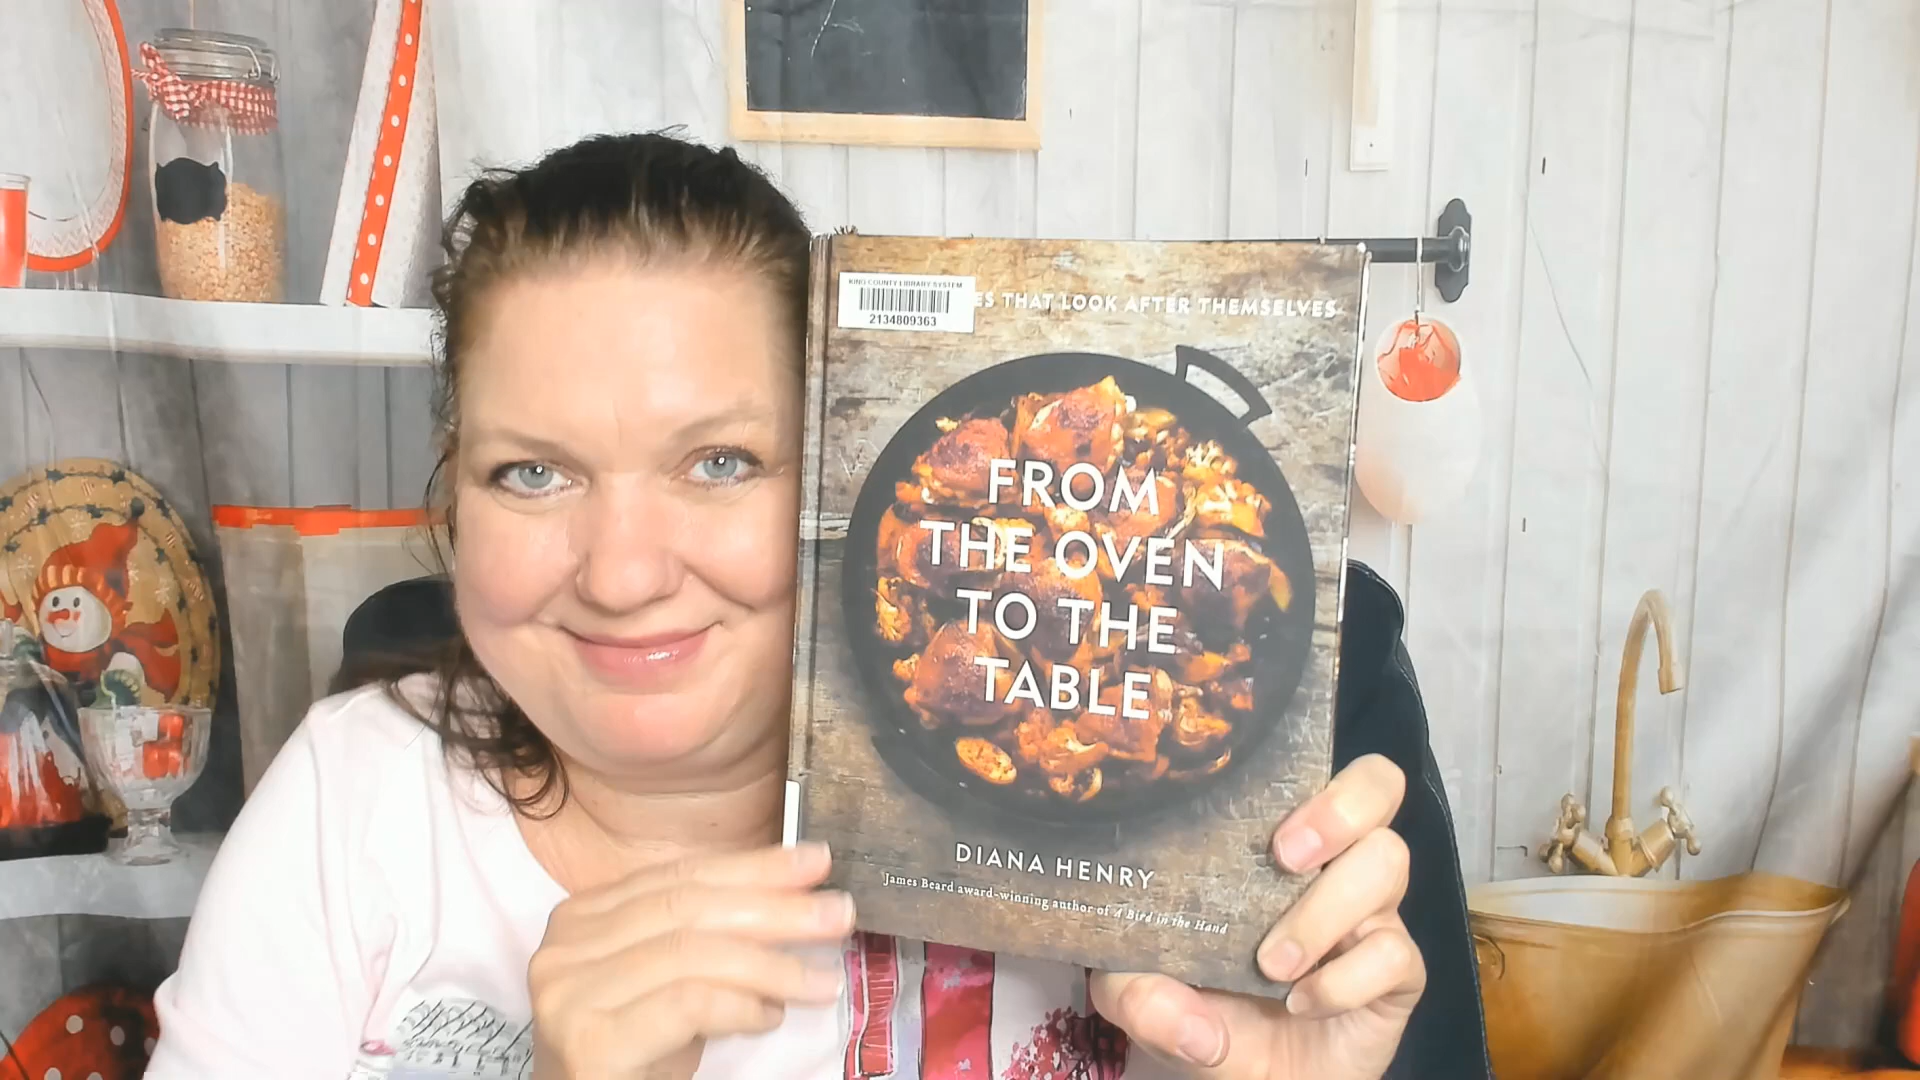 KING COUNTY LIBRARY SYSTEM
2134809363
ES THAT LOOK AFTER THEMSELVES
FROM
THE OVEN
TO THE
TABLE
DIANA HENRY
James Beard award-winning author of A Bird in the Hand